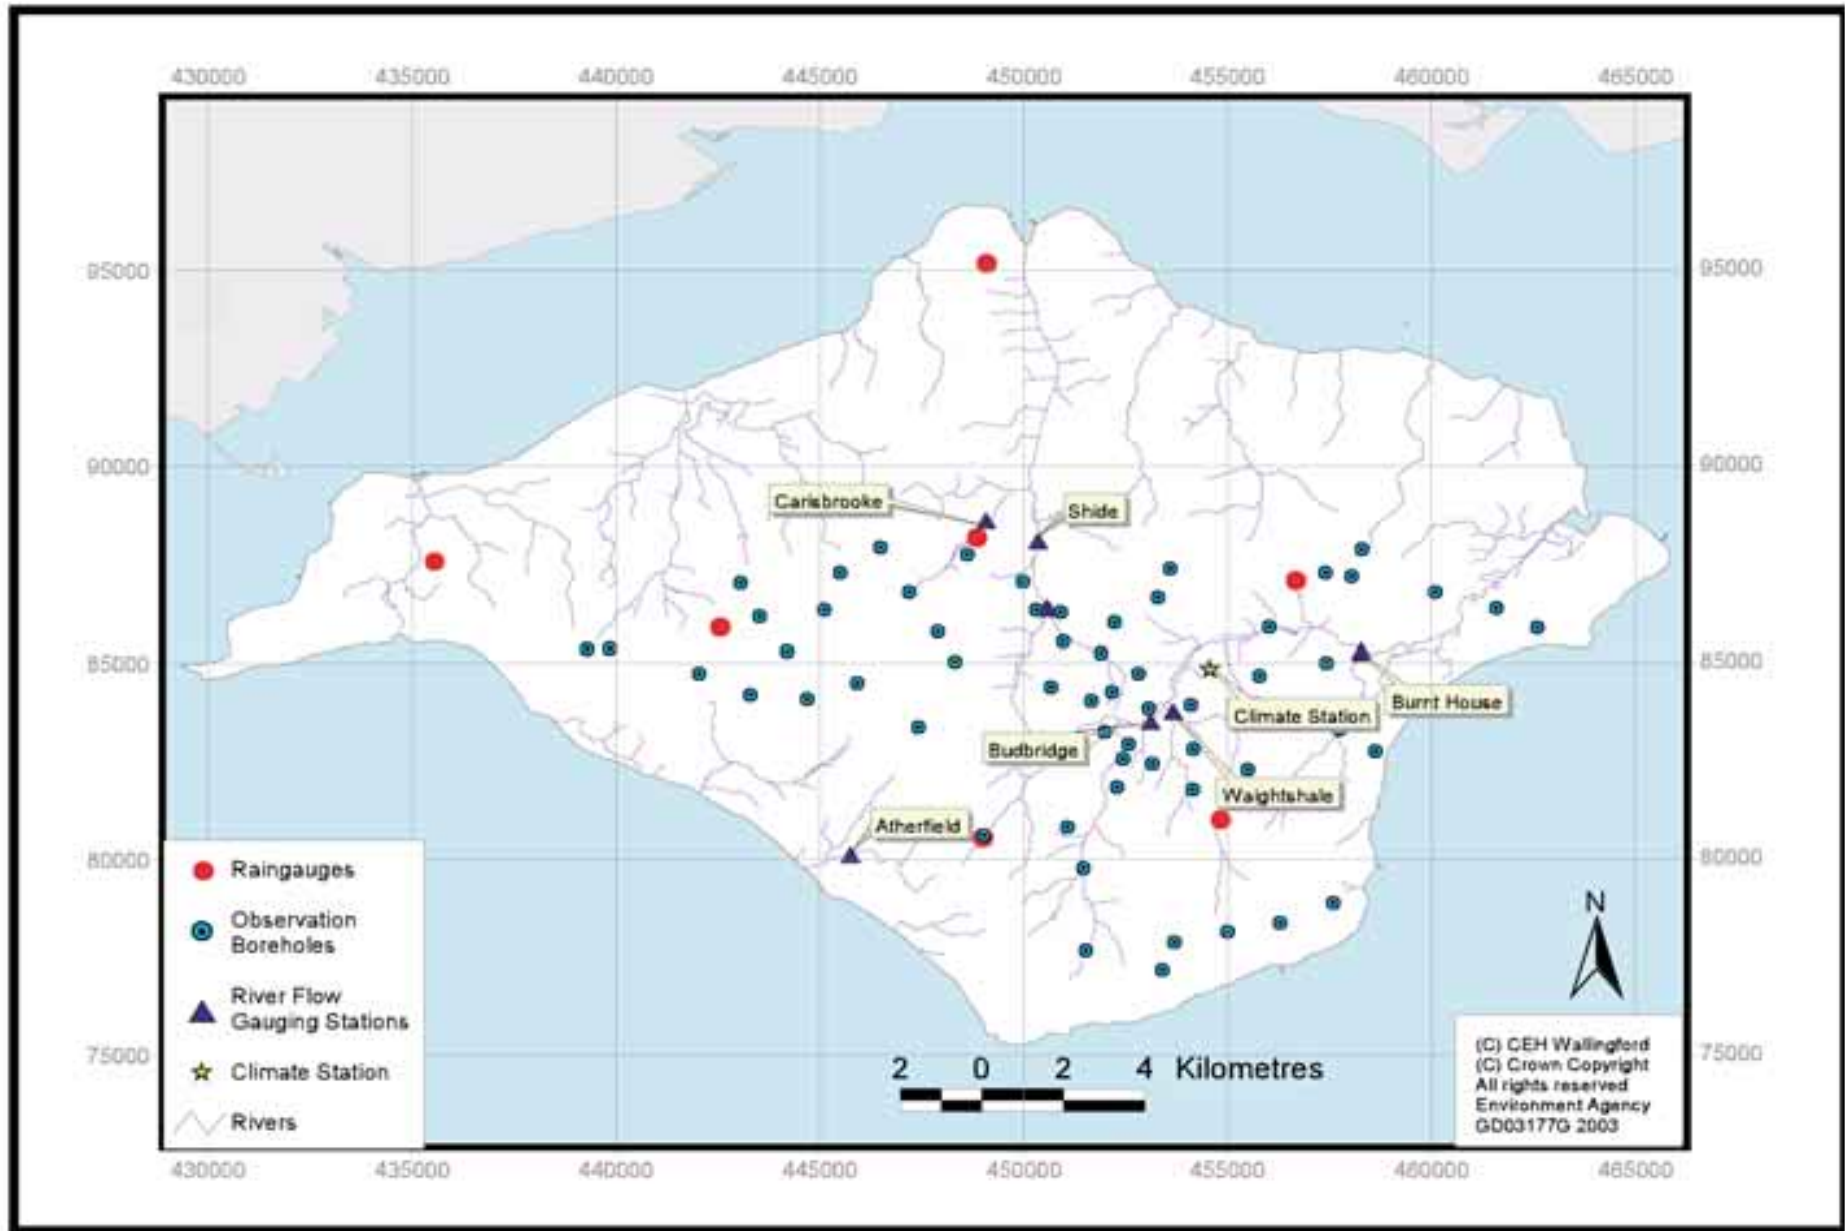 430000 435000 440000 445000 450000 455000 460000 465000
95000 95000
90000 90000
Carisbrooke
Shide
85000 85000
Burnt House
Climate Station
Budbridge
Waightshale
Atherfield
80000 80000
Raingauges
Observation
Boreholes
River Flow
Gauging Stations
Climate Station
Rivers
N
75000 75000
2 0 2 4 Kilometres
(C) CEH Wallingford
(C) Crown Copyright
All rights reserved
Environment Agency
GD03177G 2003
430000 435000 440000 445000 450000 455000 460000 465000